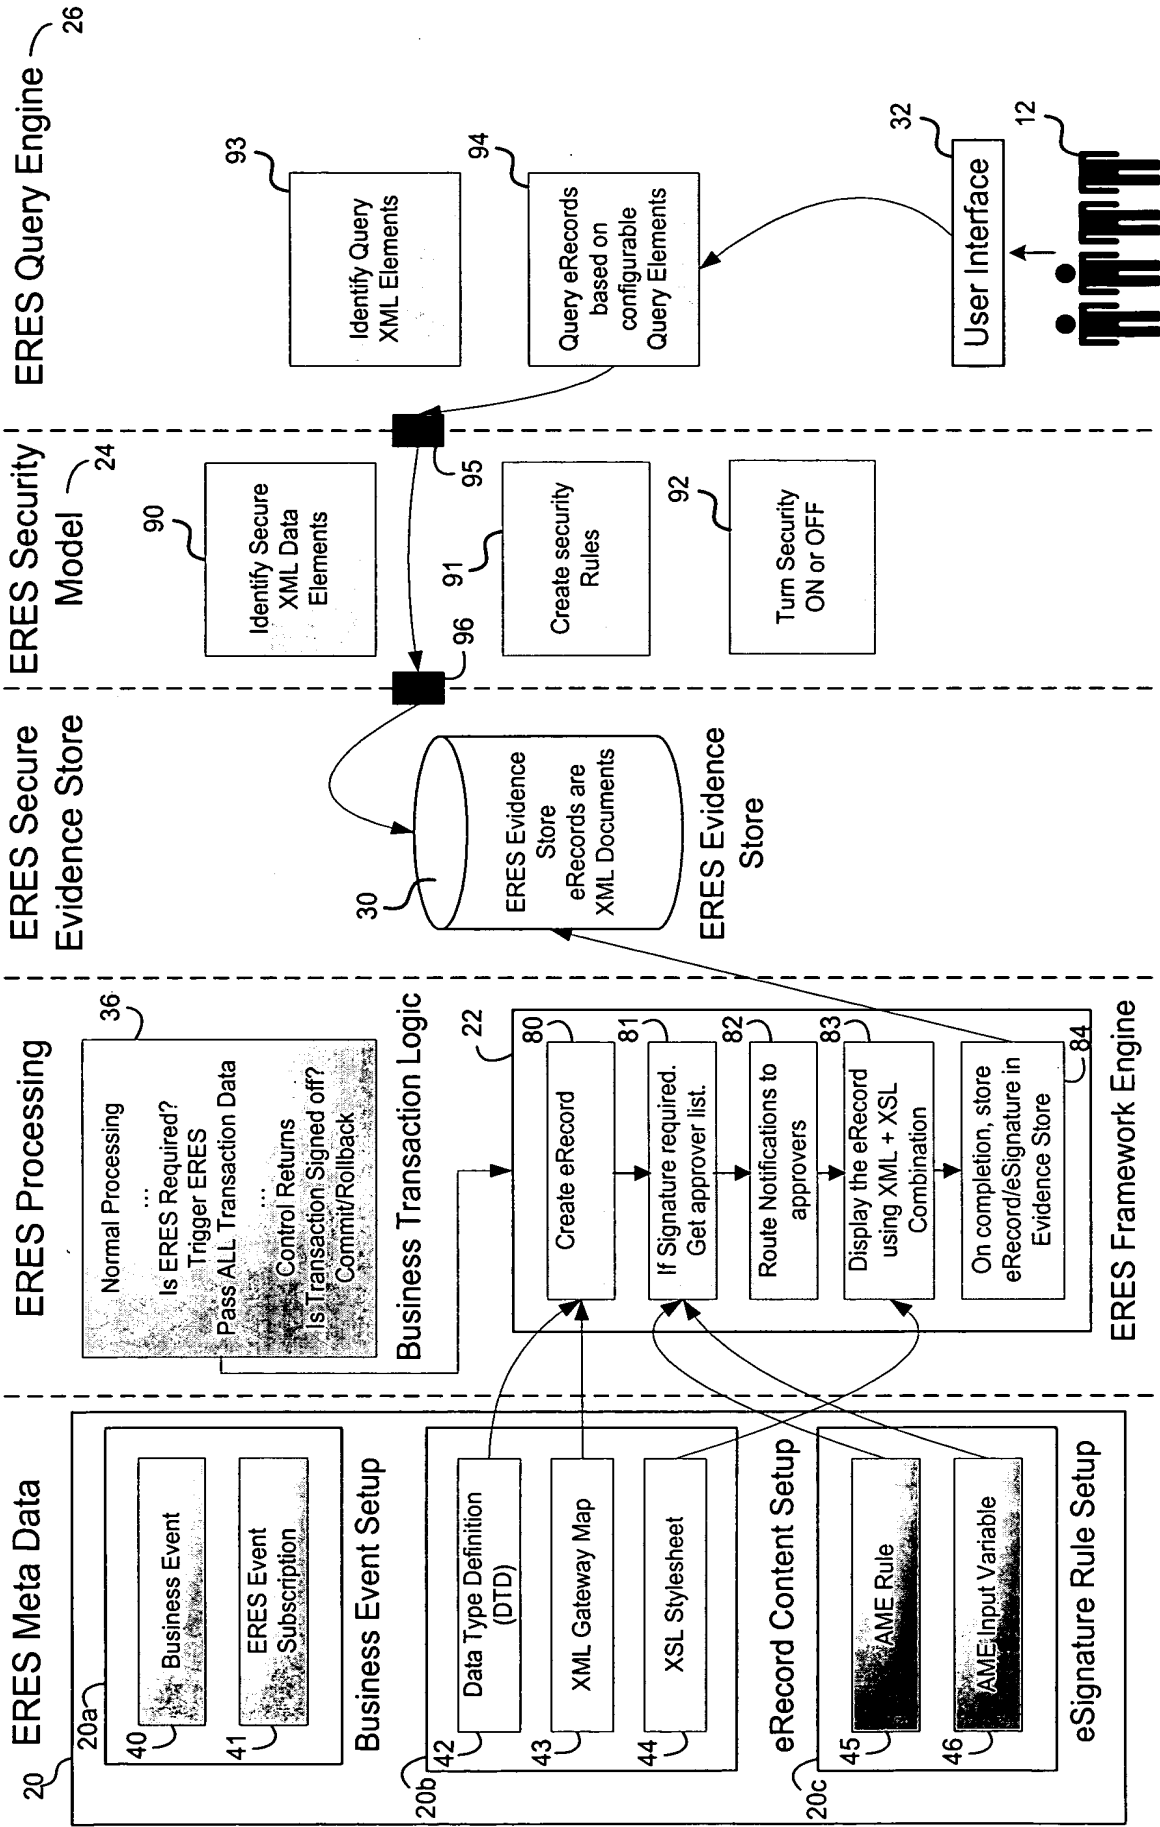 ERES Meta Data
20
20a
40
Business Event
41
ERES Event
Subscription
Business Event Setup
20b
42
Data Type Definition
(DTD)
43
XML Gateway Map
44
XSL Stylesheet
eRecord Content Setup
20c
45
AME Rule
46
AME Input Variable
eSignature Rule Setup
ERES Processing
36
Normal Processing
...
Is ERES Required?
Trigger ERES
Pass ALL Transaction Data
...
Control Returns
Is Transaction Signed off?
Commit/Rollback
Business Transaction Logic
22
80
Create eRecord
81
If Signature required.
Get approver list.
82
Route Notifications to
approvers
83
Display the eRecord
using XML + XSL
Combination
84
On completion, store
eRecord/eSignature in
Evidence Store
ERES Framework Engine
ERES Secure
Evidence Store
30
ERES Evidence
Store
eRecords are
XML Documents
ERES Evidence
Store
ERES Security
Model
24
90
Identify Secure
XML Data
Elements
95
96
91
Create security
Rules
92
Turn Security
ON or OFF
ERES Query Engine
26
93
Identify Query
XML Elements
94
Query eRecords
based on
configurable
Query Elements
32
User Interface
12